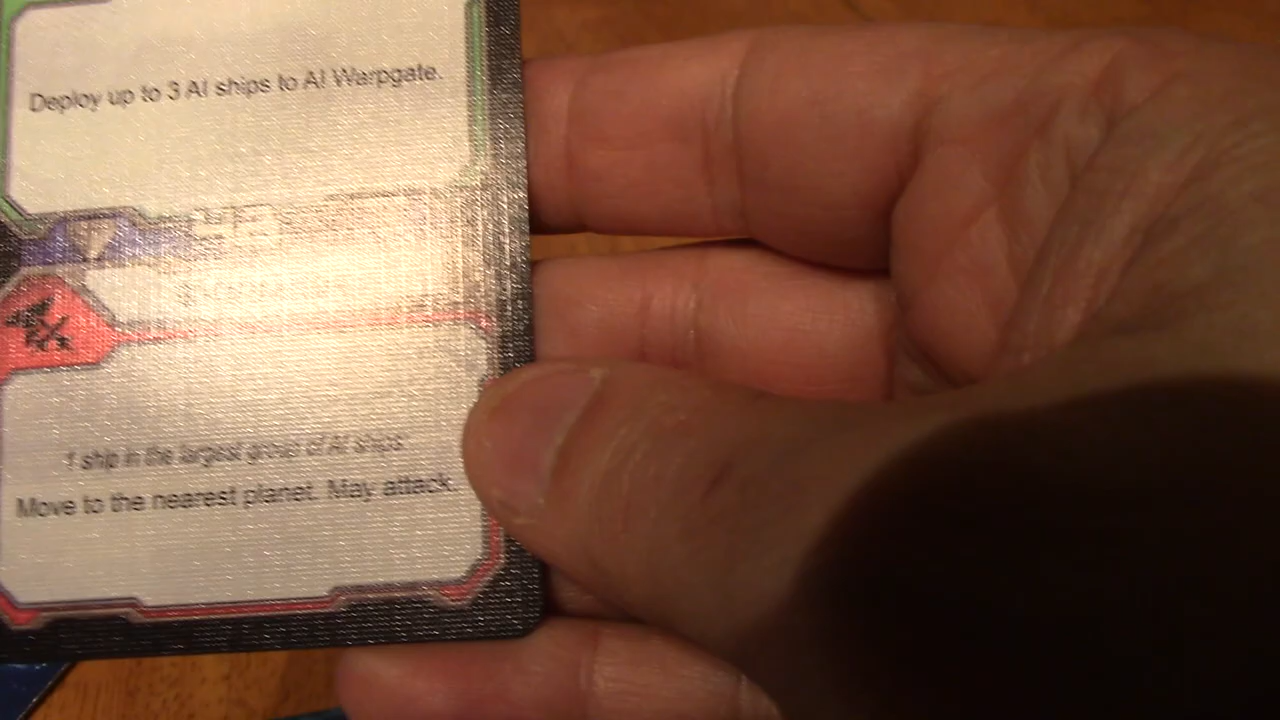 Deploy up to 3 AI ships to AI Warpgate.
1 ship in the largest group of AI ships:
Move to the nearest planet. May attack.